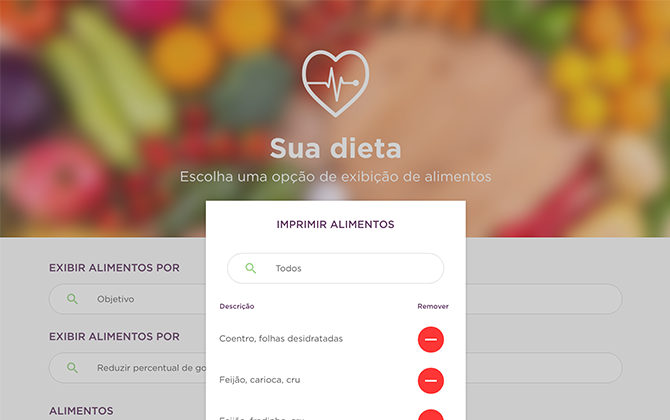 Sua dieta
Escolha uma opção de exibição de alimentos
IMPRIMIR ALIMENTOS
Todos
Descrição Remover
Coentro, folhas desidratadas
Feijão, carioca, cru
Feijão, fradinho, cru
EXIBIR ALIMENTOS POR
Objetivo
EXIBIR ALIMENTOS POR
Reduzir percentual de go
ALIMENTOS